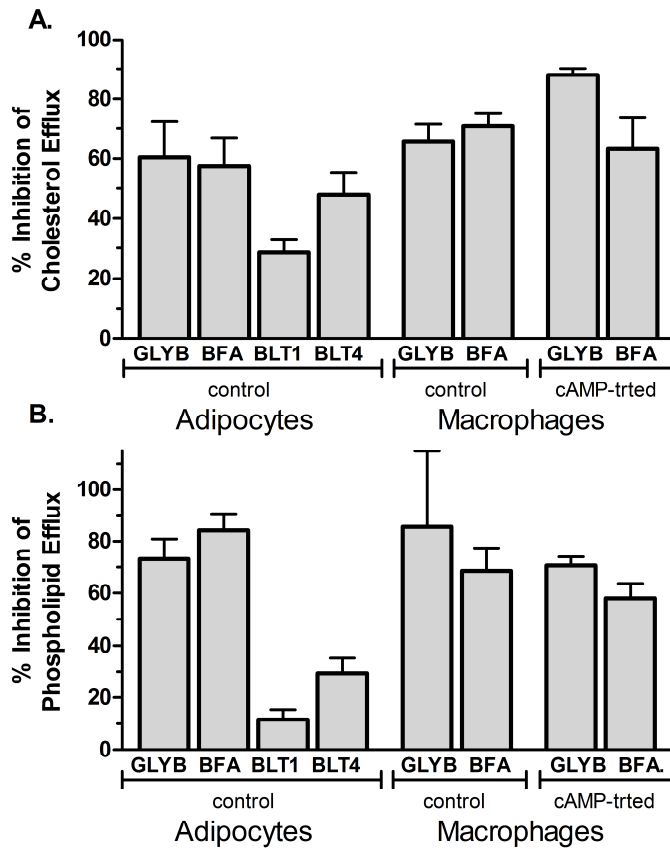 A.
% Inhibition of
Cholesterol Efflux
100
80
60
40
20
0
GLYB BFA BLT1 BLT4 GLYB BFA GLYB BFA
control control cAMP-trted
Adipocytes Macrophages
B.
% Inhibition of
Phospholipid Efflux
100
80
60
40
20
0
GLYB BFA BLT1 BLT4 GLYB BFA GLYB BFA.
control control cAMP-trted
Adipocytes Macrophages